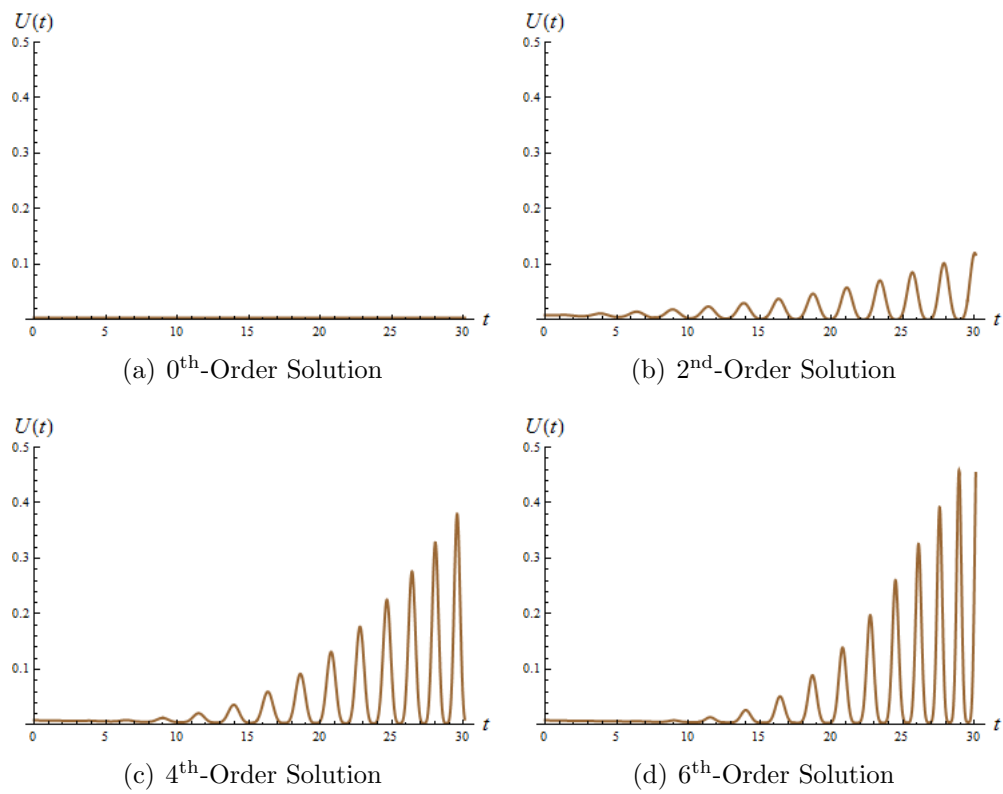 U(t)
0.5
0.4
0.3
0.2
0.1
0 5 10 15 20 25 30 t
(a) 0th-Order Solution
U(t)
0.5
0.4
0.3
0.2
0.1
0 5 10 15 20 25 30 t
(b) 2nd-Order Solution
U(t)
0.5
0.4
0.3
0.2
0.1
0 5 10 15 20 25 30 t
(c) 4th-Order Solution
U(t)
0.5
0.4
0.3
0.2
0.1
0 5 10 15 20 25 30 t
(d) 6th-Order Solution